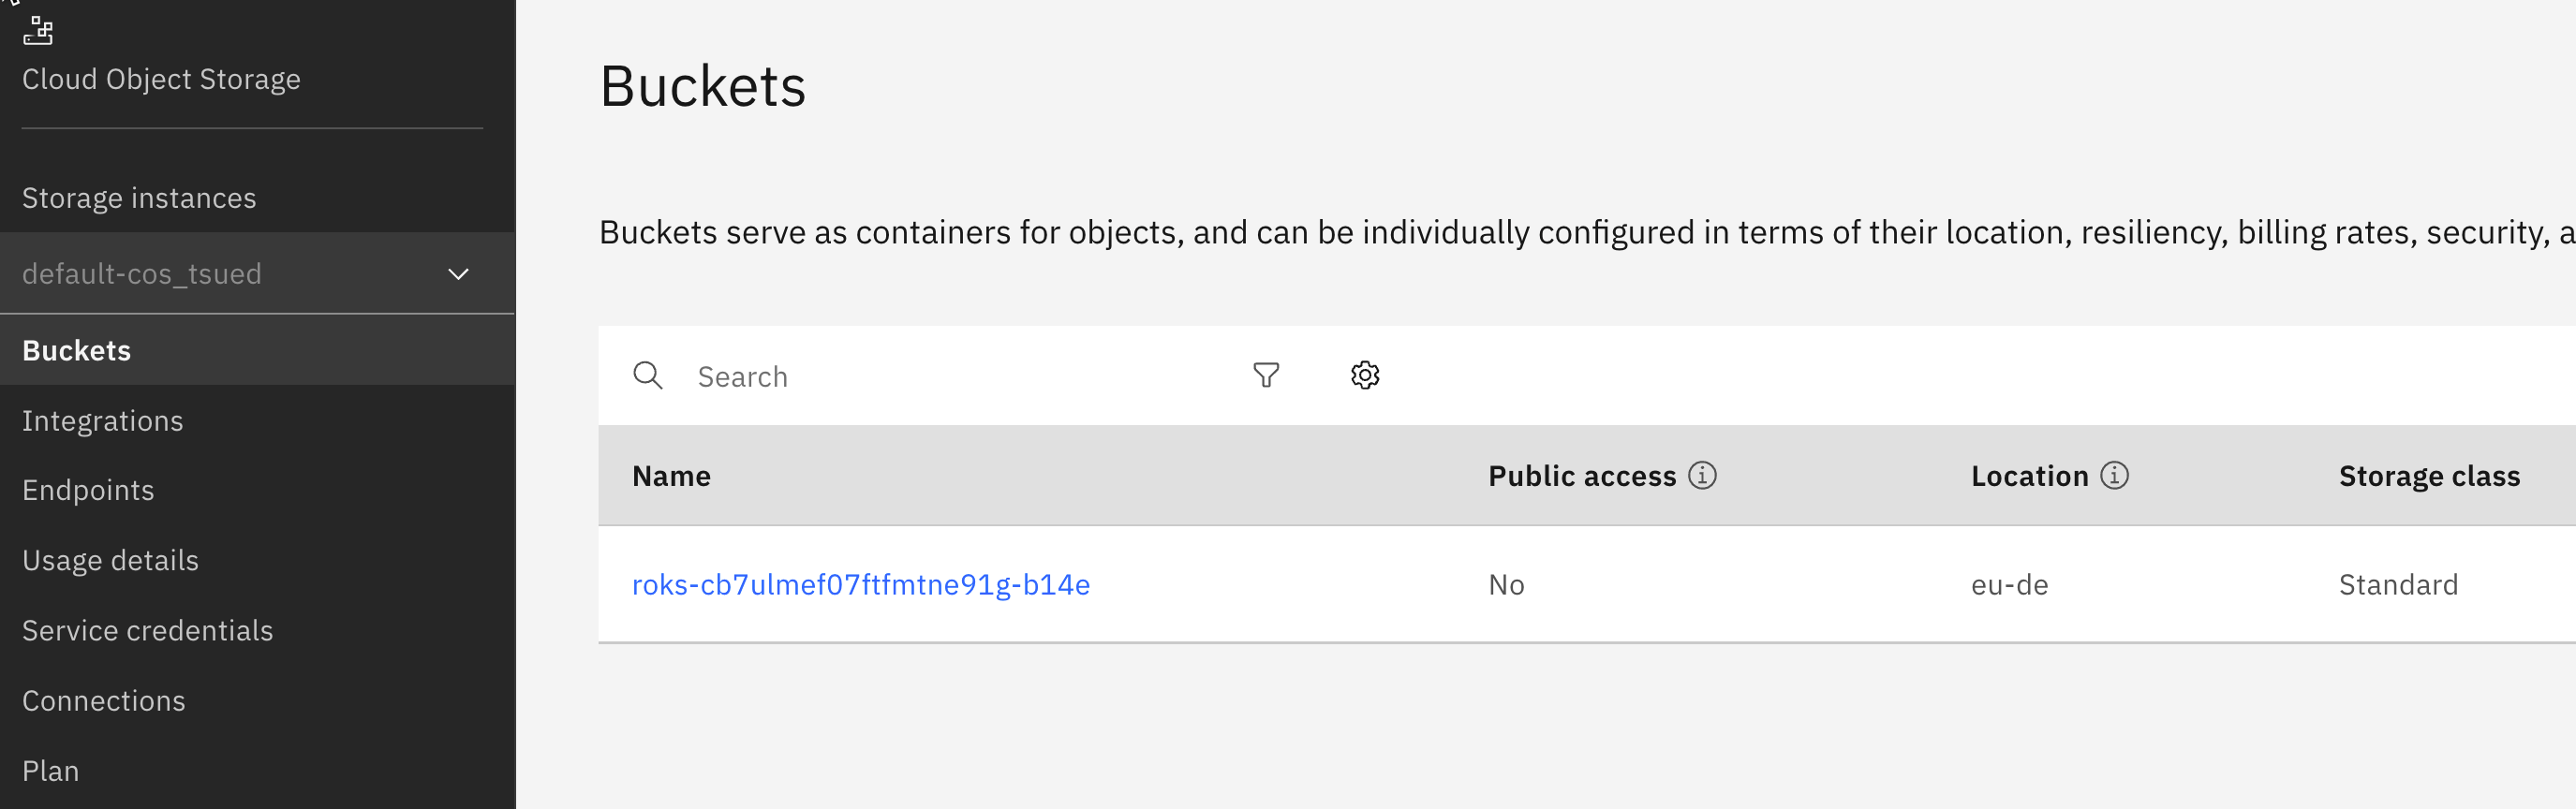 Cloud Object Storage
Storage instances
default-cos_tsued
Buckets
Integrations
Endpoints
Usage details
Service credentials
Connections
Plan
Buckets
Buckets serve as containers for objects, and can be individually configured in terms of their location, resiliency, billing rates, security, a
Search
Name Public access Location Storage class
roks-cb7ulmef07ftfmtne91g-b14e No eu-de Standard